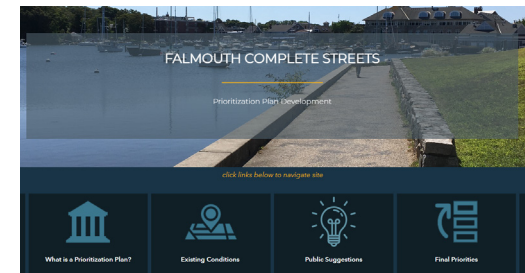 FALMOUTH COMPLETE STREETS
Prioritization Plan Development
click links below to navigate site
What is a Prioritization Plan?
Existing Conditions
Public Suggestions
Final Priorities